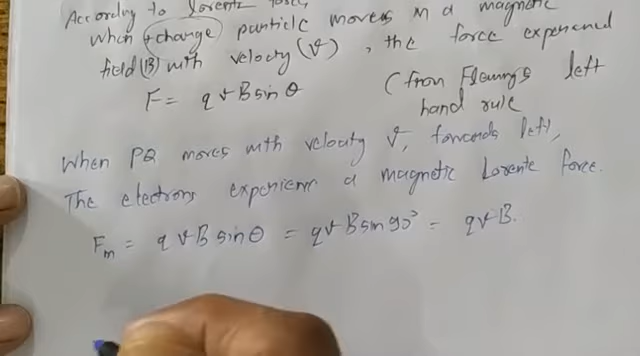 According to Lorentz force,
when +charge particle moves in a magnetic
field (B) with velocity (v), the force experienced
F = q v B sin θ (from Fleming's left
hand rule
When PQ moves with velocity v, towards left,
The electrons experience a magnetic Lorentz force.
Fm = q v B sin θ = q v B sin 90° = q v B.